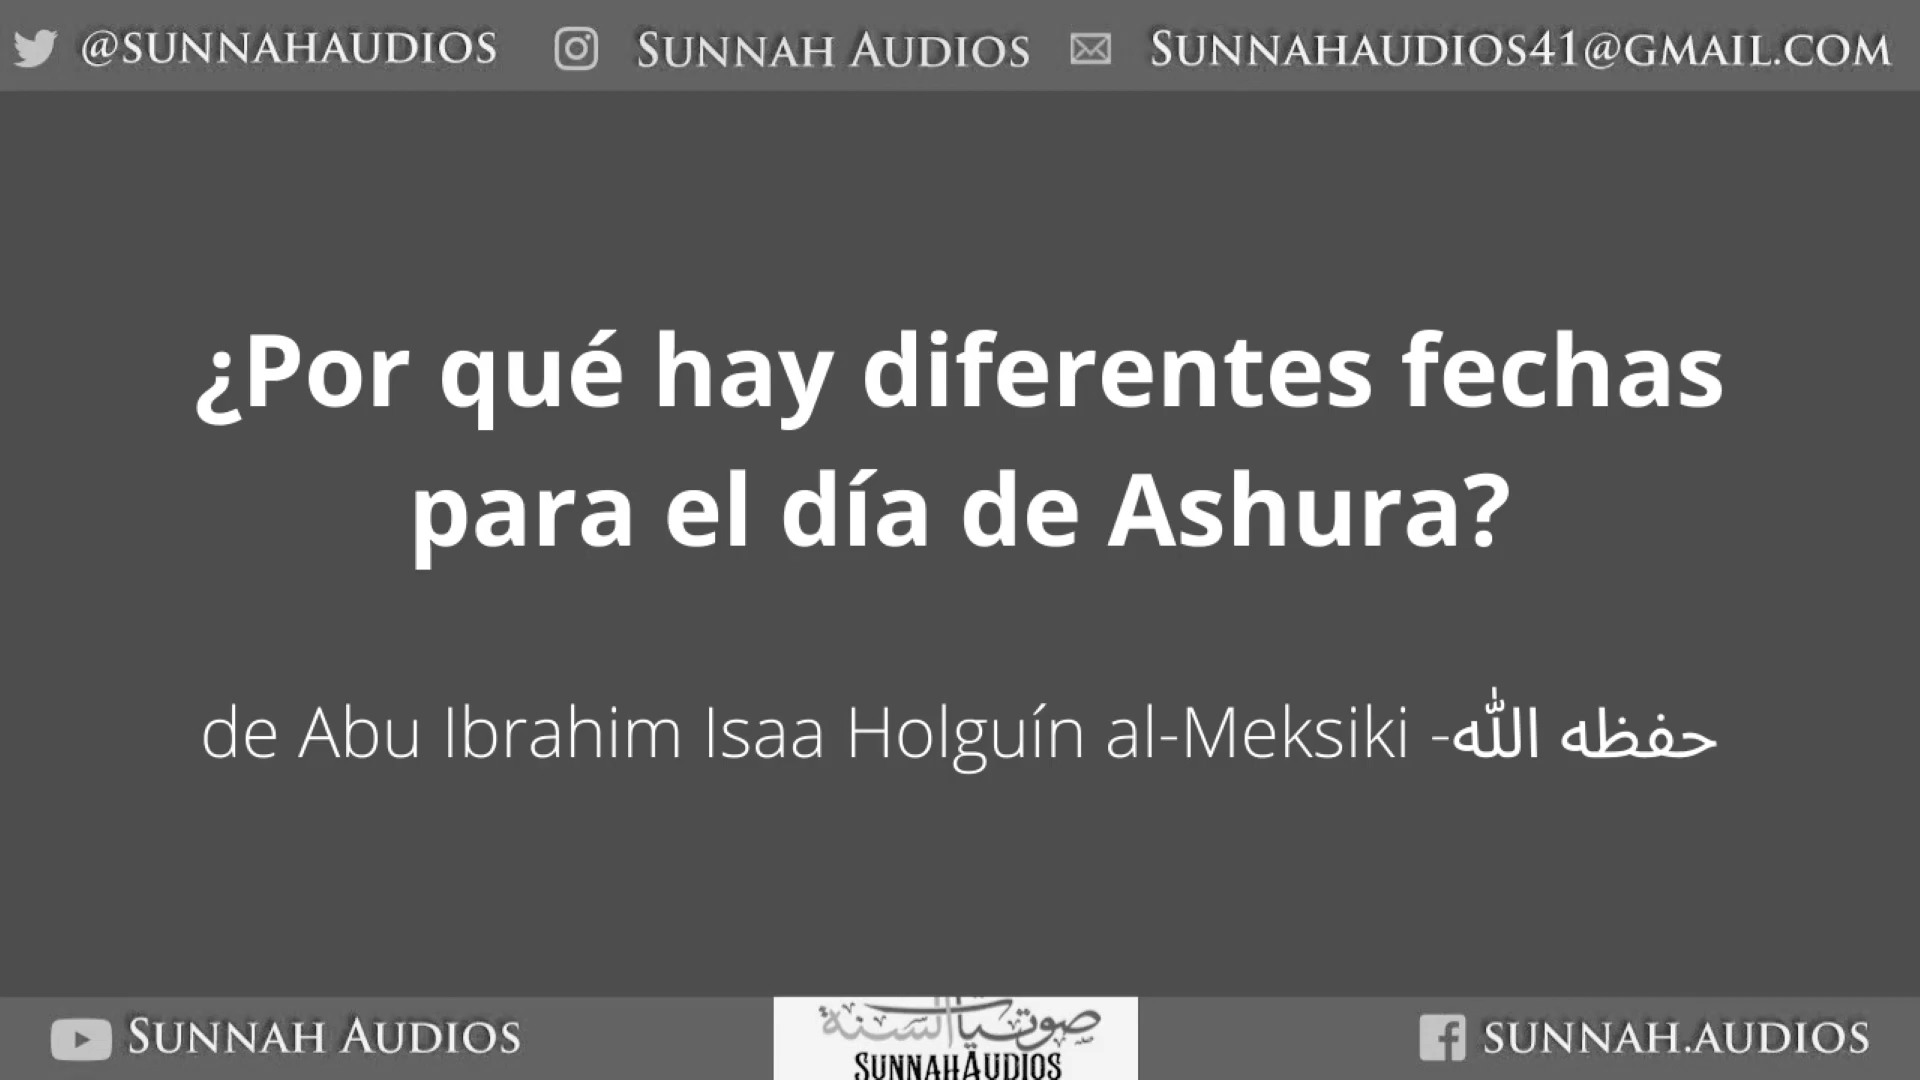 @SUNNAHAUDIOS
SUNNAH AUDIOS
SUNNAHAUDIOS41@GMAIL.COM
¿Por qué hay diferentes fechas
para el día de Ashura?
de Abu Ibrahim Isaa Holguín al-Meksiki -حفظه الله
SUNNAH AUDIOS
صوتيات السنة
SUNNAHAUDIOS
SUNNAH.AUDIOS